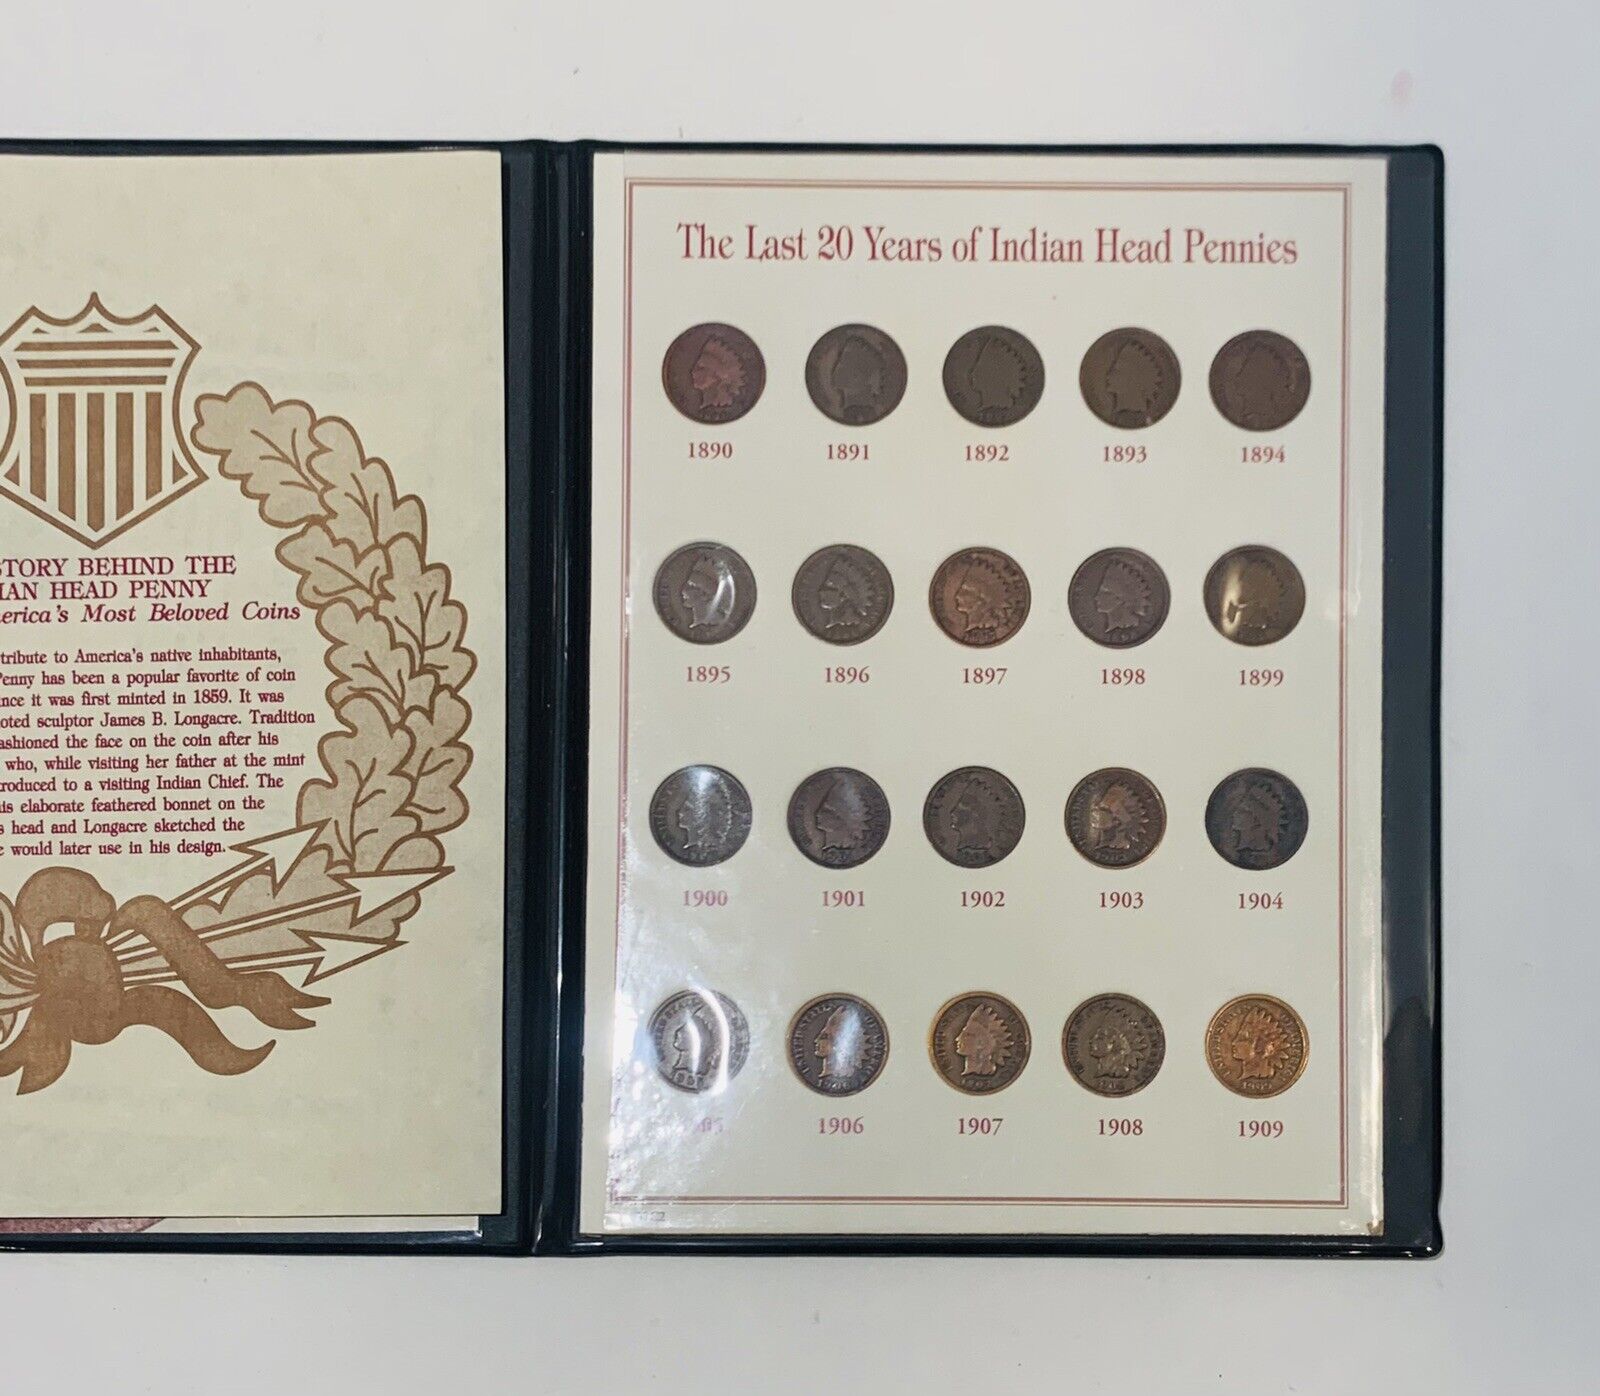 STORY BEHIND THE
IAN HEAD PENNY
erica's Most Beloved Coins
tribute to America's native inhabitants,
Penny has been a popular favorite of coin
nce it was first minted in 1859. It was
oted sculptor James B. Longacre. Tradition
ashioned the face on the coin after his
who, while visiting her father at the mint
roduced to a visiting Indian Chief. The
is elaborate feathered bonnet on the
s head and Longacre sketched the
e would later use in his design.
The Last 20 Years of Indian Head Pennies
1890 1891 1892 1893 1894
1895 1896 1897 1898 1899
1900 1901 1902 1903 1904
1906 1907 1908 1909